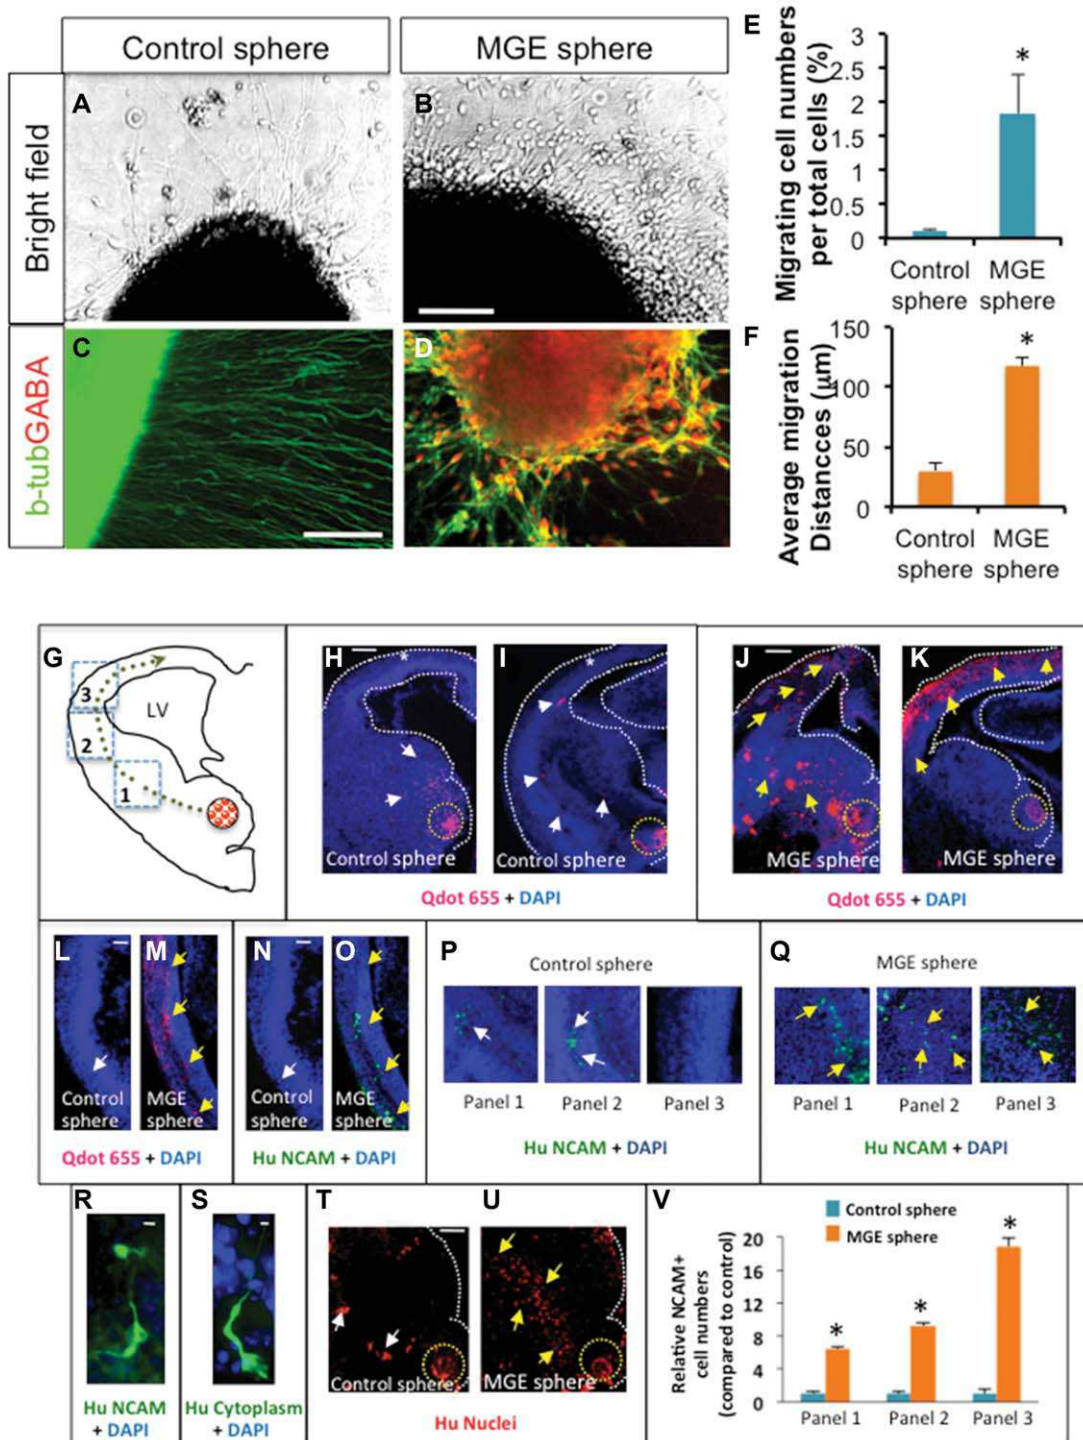 Control sphere
MGE sphere
Bright field
A
B
E
Migrating cell numbers
per total cells (%)
3
2.5
2
1.5
1
0.5
0
*
Control
sphere
MGE
sphere
b-tubGABA
C
D
F
Average migration
Distancces (μm)
150
100
50
0
*
Control
sphere
MGE
sphere
G
3
LV
2
1
H
*
Control sphere
I
*
Control sphere
Qdot 655 + DAPI
J
MGE sphere
K
MGE sphere
Qdot 655 + DAPI
L
Control
sphere
M
MGE
sphere
Qdot 655 + DAPI
N
Control
sphere
O
MGE
sphere
Hu NCAM + DAPI
P
Control sphere
Panel 1
Panel 2
Panel 3
Hu NCAM + DAPI
Q
MGE sphere
Panel 1
Panel 2
Panel 3
Hu NCAM + DAPI
R
Hu NCAM
+ DAPI
S
Hu Cytoplasm
+ DAPI
T
Control sphere
U
MGE sphere
Hu Nuclei
V
Control sphere
MGE sphere
Relative NCAM+
cell numbers
(compared to control)
20
16
12
8
4
0
*
*
*
Panel 1
Panel 2
Panel 3